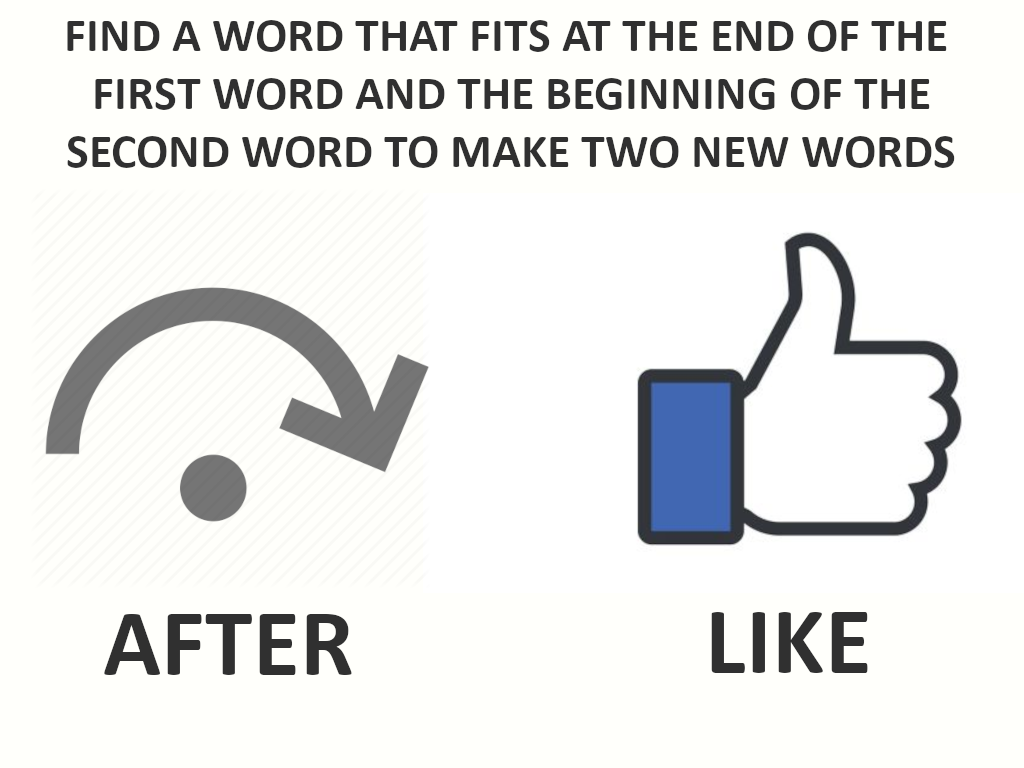 FIND A WORD THAT FITS AT THE END OF THE
FIRST WORD AND THE BEGINNING OF THE
SECOND WORD TO MAKE TWO NEW WORDS
AFTER
LIKE